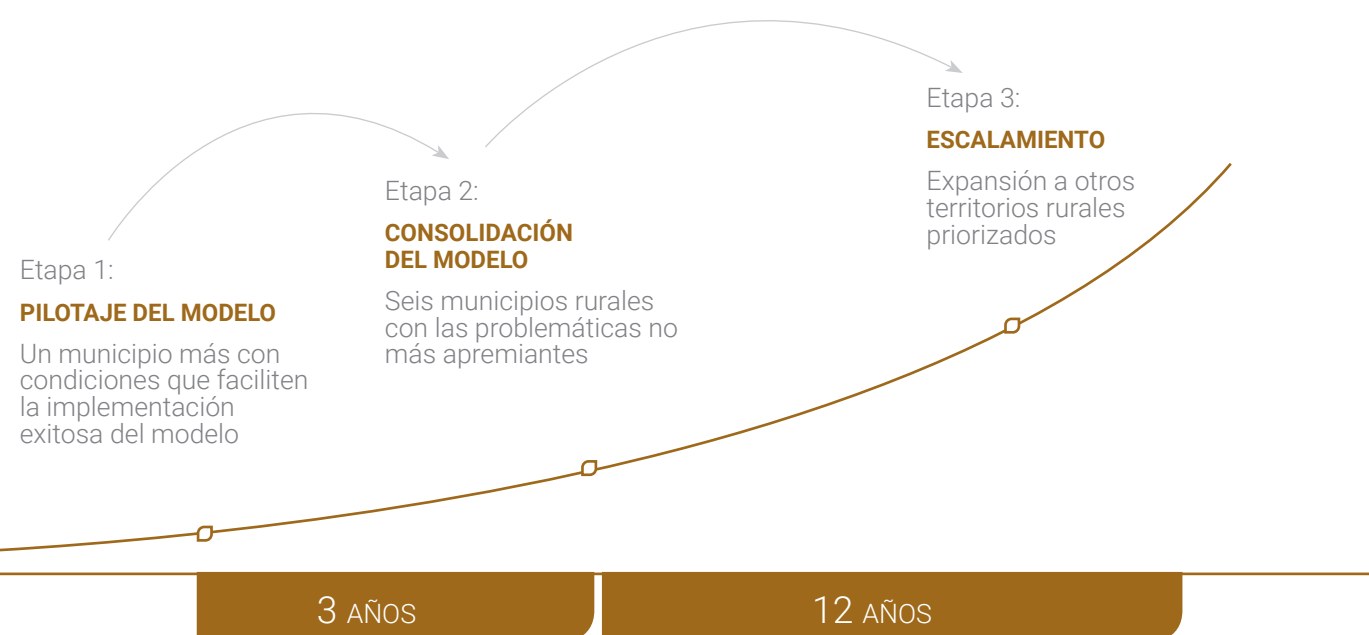 Etapa 1:
PILOTAJE DEL MODELO
Un municipio más con
condiciones que faciliten
la implementación
exitosa del modelo
Etapa 2:
CONSOLIDACIÓN
DEL MODELO
Seis municipios rurales
con las problemáticas no
más apremiantes
Etapa 3:
ESCALAMIENTO
Expansión a otros
territorios rurales
priorizados
3 AÑOS
12 AÑOS